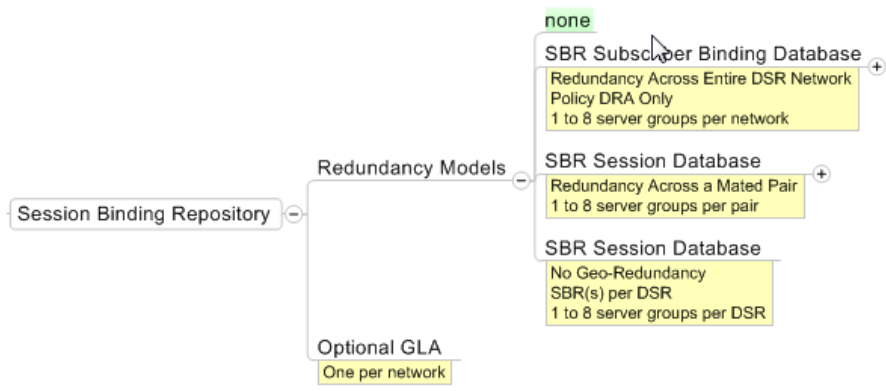 none
SBR Subscriber Binding Database
Redundancy Across Entire DSR Network
Policy DRA Only
1 to 8 server groups per network
Redundancy Models
SBR Session Database
Redundancy Across a Mated Pair
1 to 8 server groups per pair
Session Binding Repository
SBR Session Database
No Geo-Redundancy
SBR(s) per DSR
1 to 8 server groups per DSR
Optional GLA
One per network